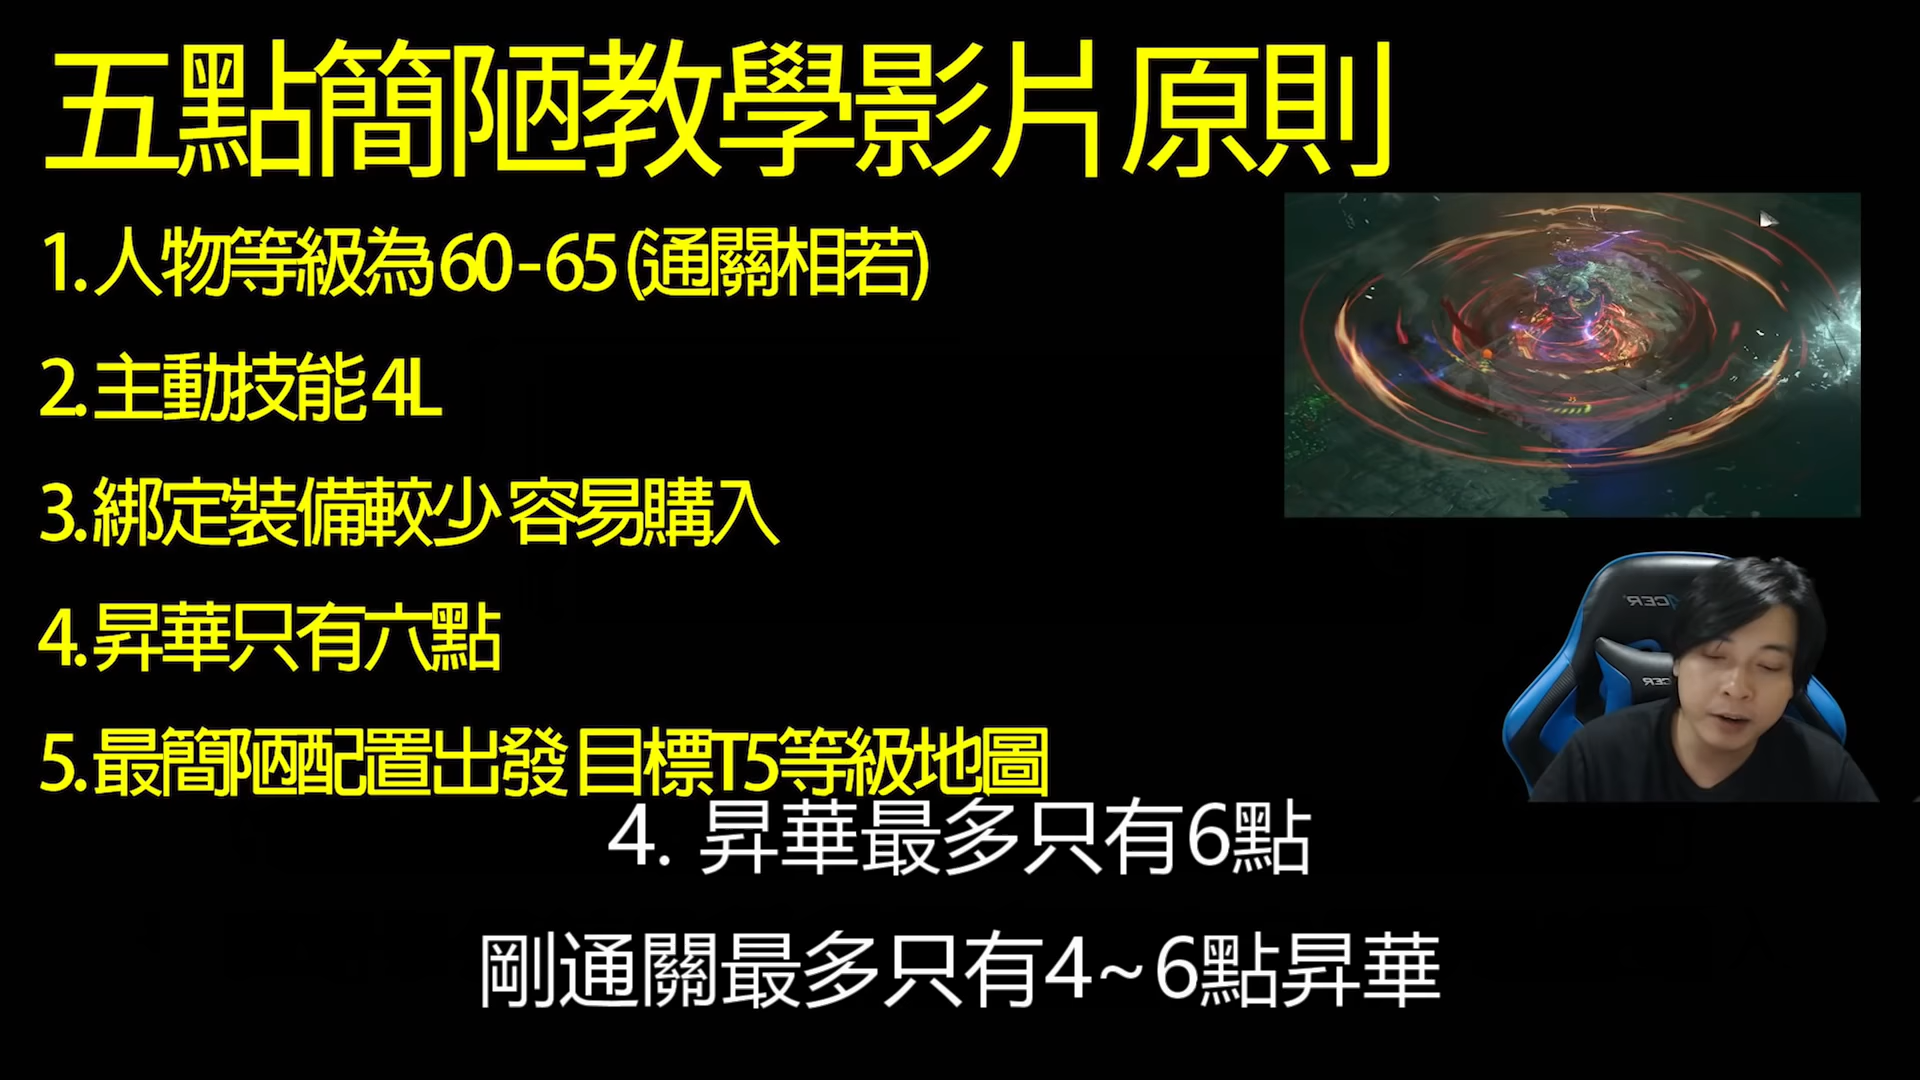 五點簡陋教學影片原則
1. 人物等級為60-65(通關相若)
2. 主動技能4L
3. 綁定裝備較少 容易購入
4. 昇華只有六點
5. 最簡陋配置出發 目標T5等級地圖
4. 昇華最多只有6點
剛通關最多只有4~6點昇華